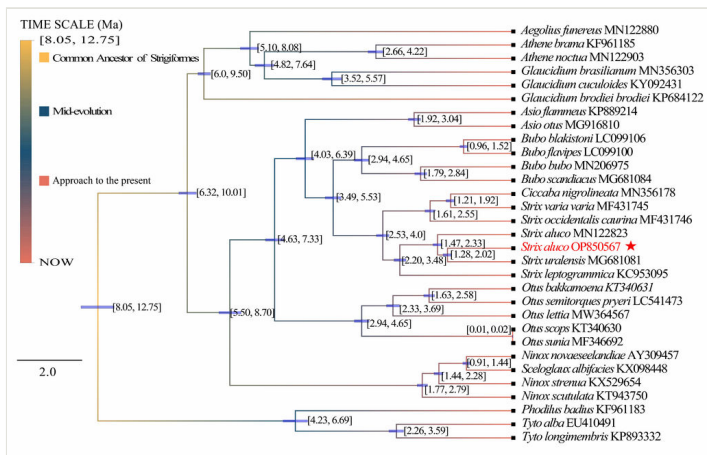 TIME SCALE (Ma)
[8.05, 12.75]
Common Ancestor of Strigiformes
Mid-evolution
Approach to the present
NOW
2.0
Aegolius funereus MN122880
Athene brama KF961185
Athene noctua MN122903
Glaucidium brasilianum MN356303
Glaucidium cuculoides KY092431
Glaucidium brodiei brodiei KP684122
Asio flammeus KP889214
Asio otus MG916810
Bubo blakistoni LC099106
Bubo flavipes LC099100
Bubo bubo MN206975
Bubo scandiacus MG681084
Ciccaba nigrolineata MN356178
Strix varia varia MF431745
Strix occidentalis caurina MF431746
Strix aluco MN122823
Strix aluco OP850567 ★
Strix uralensis MG681081
Strix leptogrammica KC953095
Otus bakkamoena KT340631
Otus semitorques pryeri LC541473
Otus lettia MW364567
Otus scops KT340630
Otus sunia MF346692
Ninox novaeseelandiae AY309457
Sceloglaux albifacies KX098448
Ninox strenua KX529654
Ninox scutulata KT943750
Phodilus badius KF961183
Tyto alba EU410491
Tyto longimembris KP893332
[5.10, 8.08]
[2.66, 4.22]
[4.82, 7.64]
[6.0, 9.50]
[3.52, 5.57]
[1.92, 3.04]
[0.96, 1.52]
[4.03, 6.39]
[2.94, 4.65]
[1.79, 2.84]
[6.32, 10.01]
[3.49, 5.53]
[1.21, 1.92]
[1.61, 2.55]
[2.53, 4.0]
[4.63, 7.33]
[1.47, 2.33]
[1.28, 2.02]
[2.20, 3.48]
[1.63, 2.58]
[8.05, 12.75]
[5.50, 8.70]
[2.33, 3.69]
[2.94, 4.65]
[0.01, 0.02]
[0.91, 1.44]
[1.44, 2.28]
[1.77, 2.79]
[4.23, 6.69]
[2.26, 3.59]